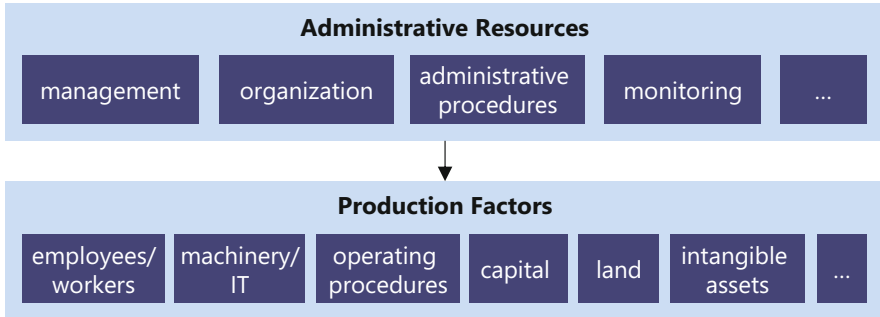 Administrative Resources
management
organization
administrative
procedures
monitoring
...
Production Factors
employees/
workers
machinery/
IT
operating
procedures
capital
land
intangible
assets
...